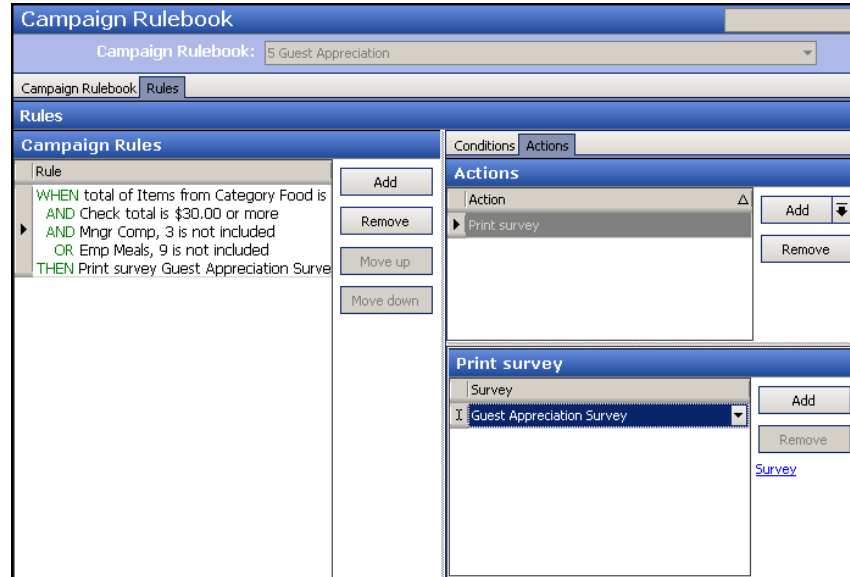 Campaign Rulebook
Campaign Rulebook: 5 Guest Appreciation
Campaign Rulebook Rules
Rules
Campaign Rules
Rule
WHEN total of Items from Category Food is
AND Check total is $30.00 or more
AND Mngr Comp, 3 is not included
OR Emp Meals, 9 is not included
THEN Print survey Guest Appreciation Surve
Add
Remove
Move up
Move down
Conditions Actions
Actions
Action
Print survey
Add
Remove
Print survey
Survey
Guest Appreciation Survey
Add
Remove
Survey